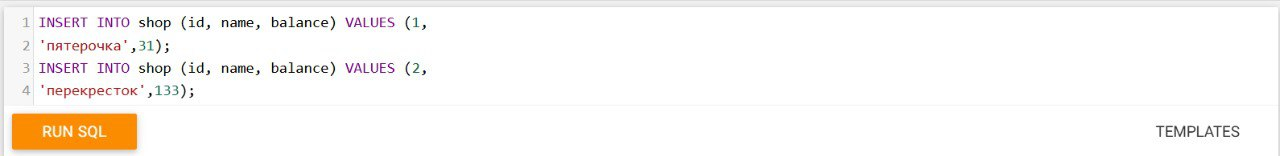 1 INSERT INTO shop (id, name, balance) VALUES (1,
2 'пятерочка',31);
3 INSERT INTO shop (id, name, balance) VALUES (2,
4 'перекресток',133);
RUN SQL
TEMPLATES